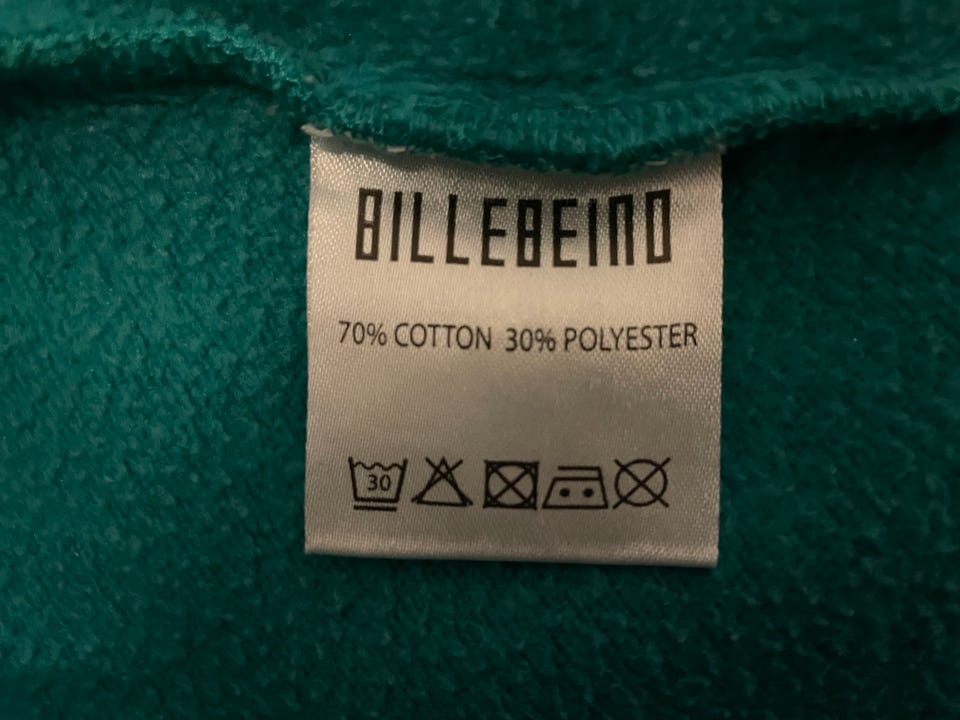 BILLEBEINO
70% COTTON 30% POLYESTER
30